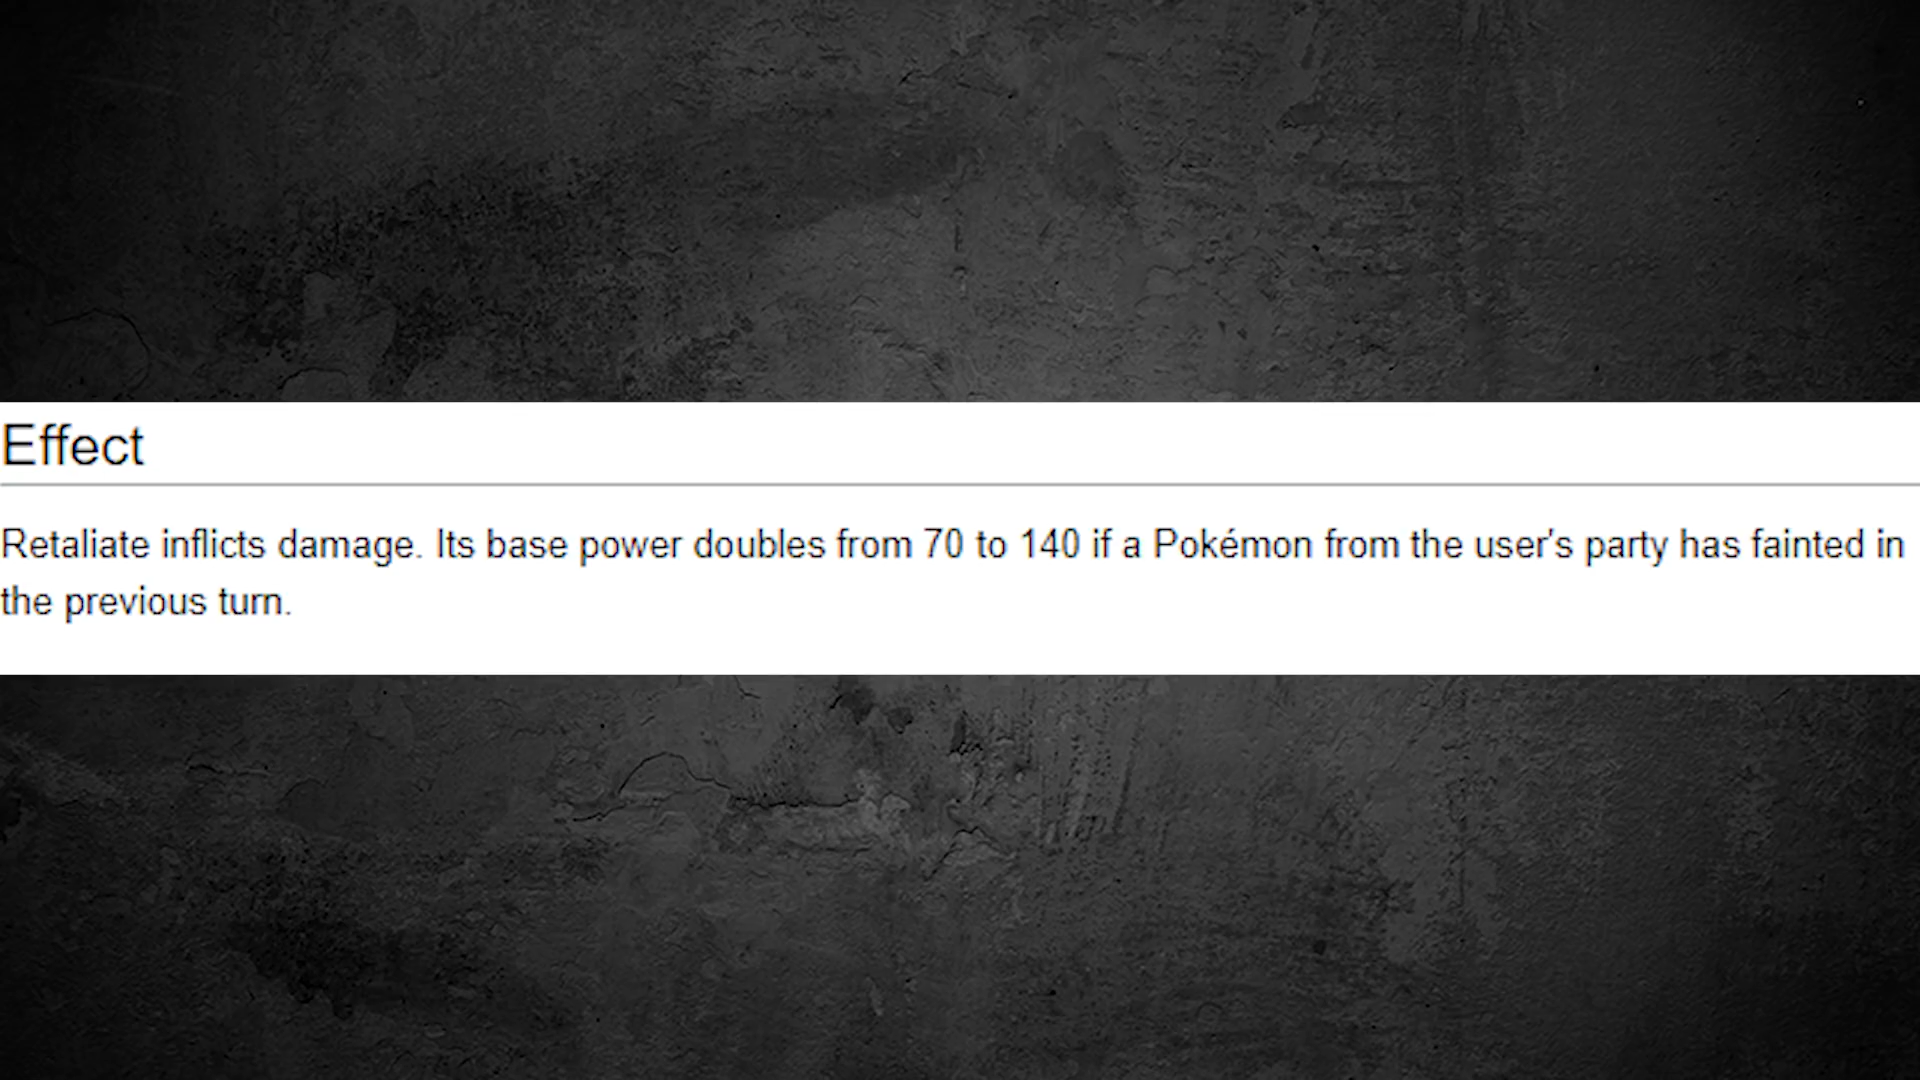 Effect
Retaliate inflicts damage. Its base power doubles from 70 to 140 if a Pokémon from the user's party has fainted in
the previous turn.